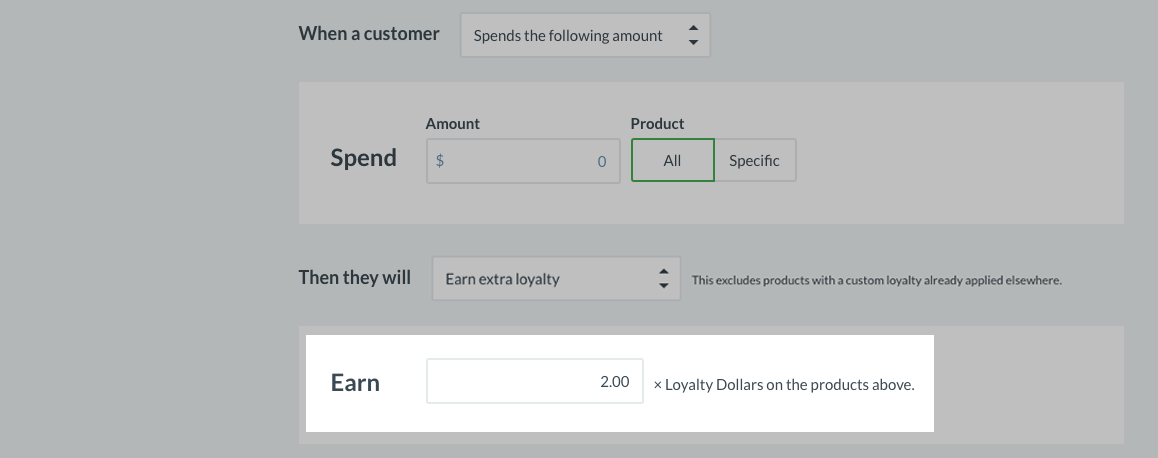 When a customer Spends the following amount
Amount Product
Spend $ 0 All Specific
Then they will Earn extra loyalty This excludes products with a custom loyalty already applied elsewhere.
Earn 2.00 × Loyalty Dollars on the products above.